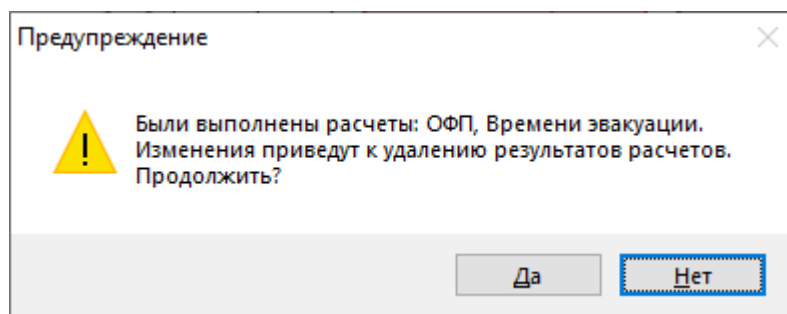 Предупреждение
Были выполнены расчеты: ОФП, Времени эвакуации.
Изменения приведут к удалению результатов расчетов.
Продолжить?
Да
Нет